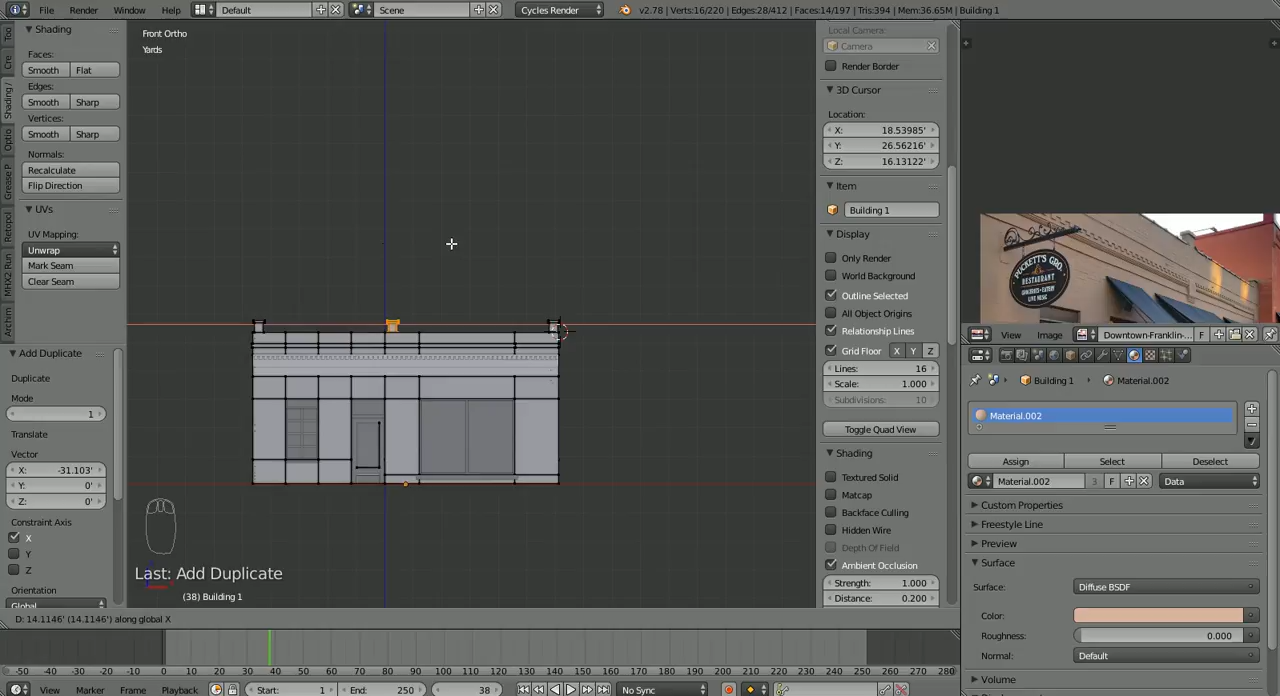 File Render Window Help Default Scene Cycles Render v2.78 | Verts:16/220 | Edges:28/412 | Faces:14/197 | Tris:394 | Mem:36.65M | Building 1
Shading
Faces:
Smooth Flat
Edges:
Smooth Sharp
Vertices:
Smooth Sharp
Normals:
Recalculate
Flip Direction
UVs
UV Mapping:
Unwrap
Mark Seam
Clear Seam
Add Duplicate
Duplicate
Mode
1
Translate
Vector
X: -31.103'
Y: 0'
Z: 0'
Constraint Axis
X
Y
Z
Orientation
Global
Front Ortho
Yards
Last: Add Duplicate
(38) Building 1
D: 14.1146' (14.1146') along global X
Local Camera:
Camera
Render Border
3D Cursor
Location:
X: 18.53985'
Y: 26.56216'
Z: 16.13122'
Item
Building 1
Display
Only Render
World Background
Outline Selected
All Object Origins
Relationship Lines
Grid Floor X Y Z
Lines: 16
Scale: 1.000
Subdivisions: 10
Toggle Quad View
Shading
Textured Solid
Matcap
Backface Culling
Hidden Wire
Depth Of Field
Ambient Occlusion
Strength: 1.000
Distance: 0.200
PUCKETT'S GRO.
RESTAURANT
GROCERIES • EATERY
LIVE MUSIC
View Image Downtown-Franklin- F
Building 1 Material.002
Material.002
Assign Select Deselect
Material.002 3 F Data
Custom Properties
Freestyle Line
Preview
Surface
Surface: Diffuse BSDF
Color:
Roughness: 0.000
Normal: Default
Volume
-50 -40 -30 -20 -10 0 10 20 30 40 50 60 70 80 90 100 110 120 130 140 150 160 170 180 190 200 210 220 230 240 250 260 270 280
View Marker Frame Playback Start: 1 End: 250 38 No Sync